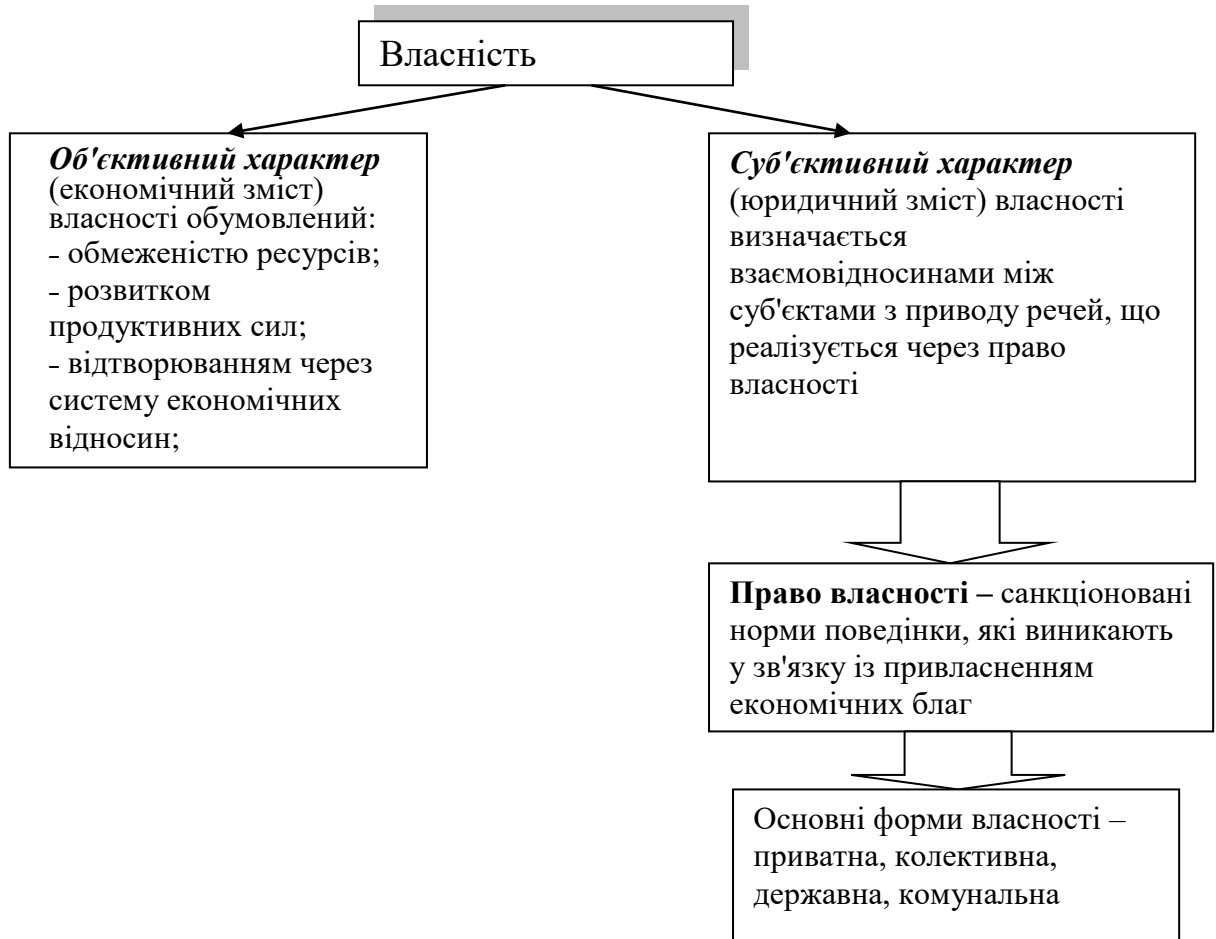 Власність
Об'єктивний характер
(економічний зміст)
власності обумовлений:
- обмеженістю ресурсів;
- розвитком
продуктивних сил;
- відтворюванням через
систему економічних
відносин;
Суб'єктивний характер
(юридичний зміст) власності
визначається
взаємовідносинами між
суб'єктами з приводу речей, що
реалізується через право
власності
Право власності – санкціоновані
норми поведінки, які виникають
у зв'язку із привласненням
економічних благ
Основні форми власності –
приватна, колективна,
державна, комунальна